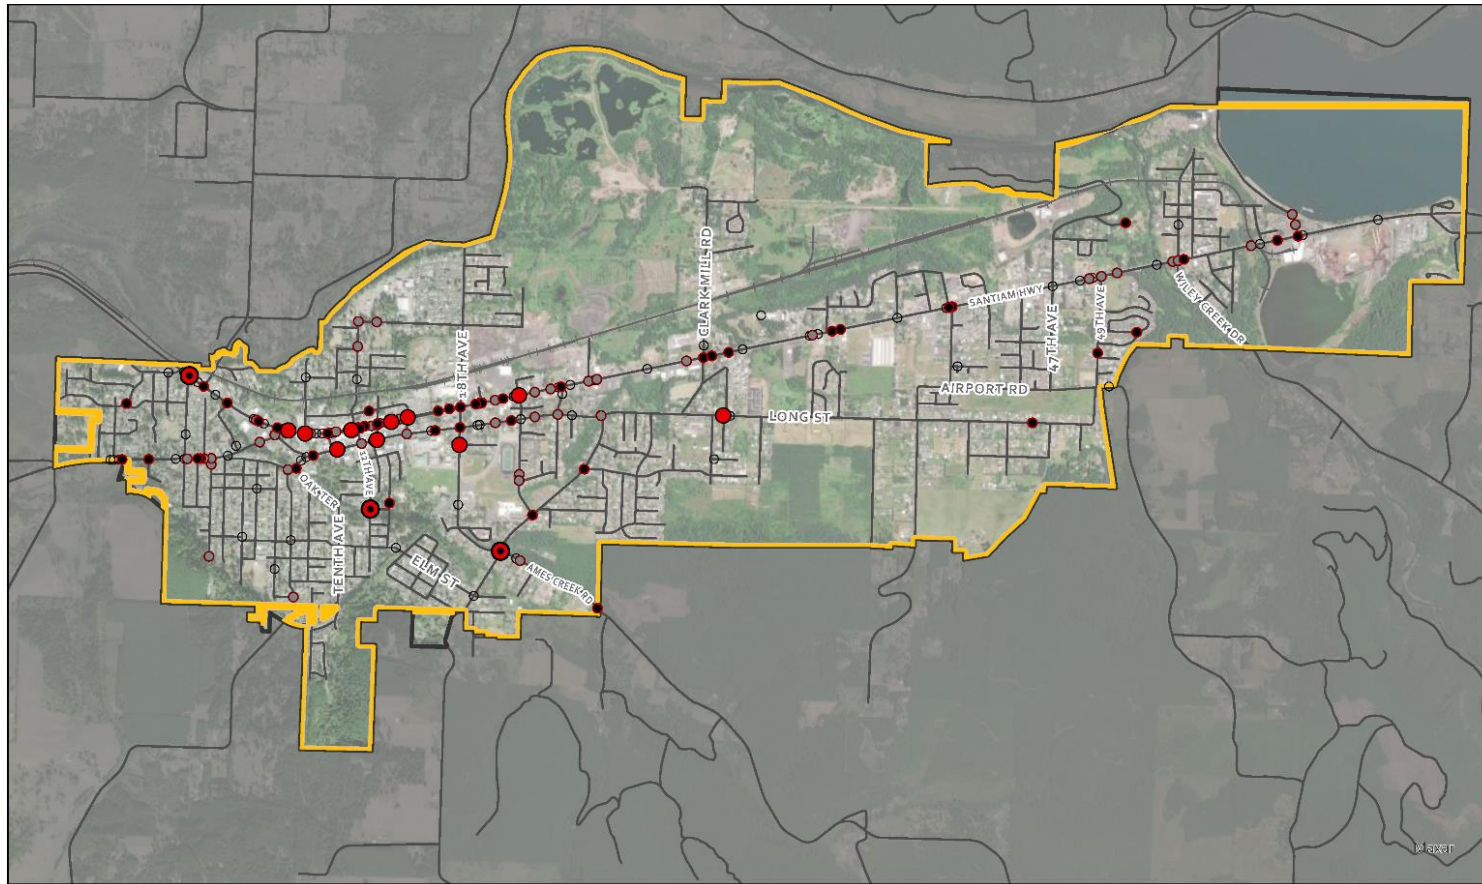 CLARK MILL RD
SANTIAM HWY
WILEY CREEK DR
49TH AVE
47TH AVE
18TH AVE
AIRPORT RD
LONG ST
12TH AVE
OAK TER
TENTH AVE
ELM ST
AMES CREEK RD
Maxar